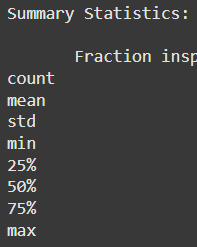 Summary Statistics:
Fraction insp
count
mean
std
min
25%
50%
75%
max